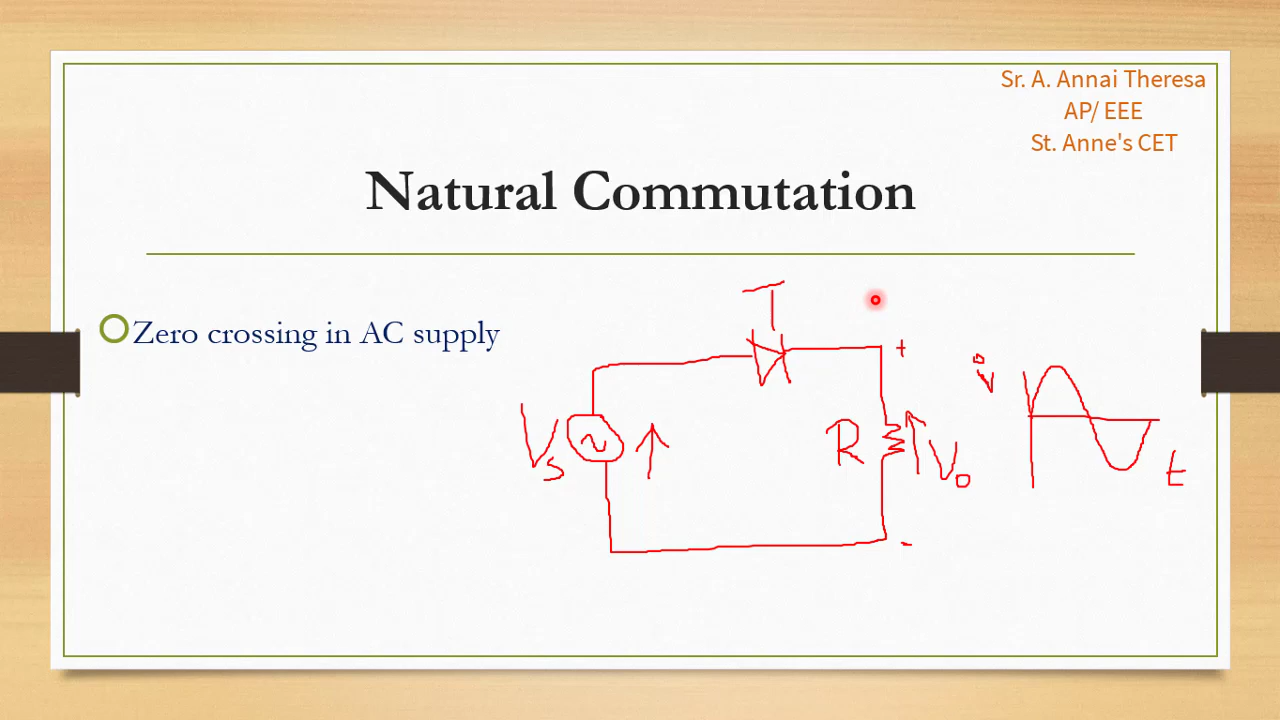 Sr. A. Annai Theresa
AP/ EEE
St. Anne's CET
Natural Commutation
Zero crossing in AC supply
T
+
Vs
R
Vo
-
i
v
t